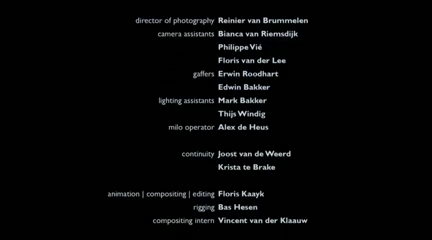 director of photography Reinier van Brummelen
camera assistants Bianca van Riemsdijk
Philippe Vié
Floris van der Lee
gaffers Erwin Roodhart
Edwin Bakker
lighting assistants Mark Bakker
Thijs Windig
milo operator Alex de Heus
continuity Joost van de Weerd
Krista te Brake
animation | compositing | editing Floris Kaayk
rigging Bas Hesen
compositing intern Vincent van der Klaauw